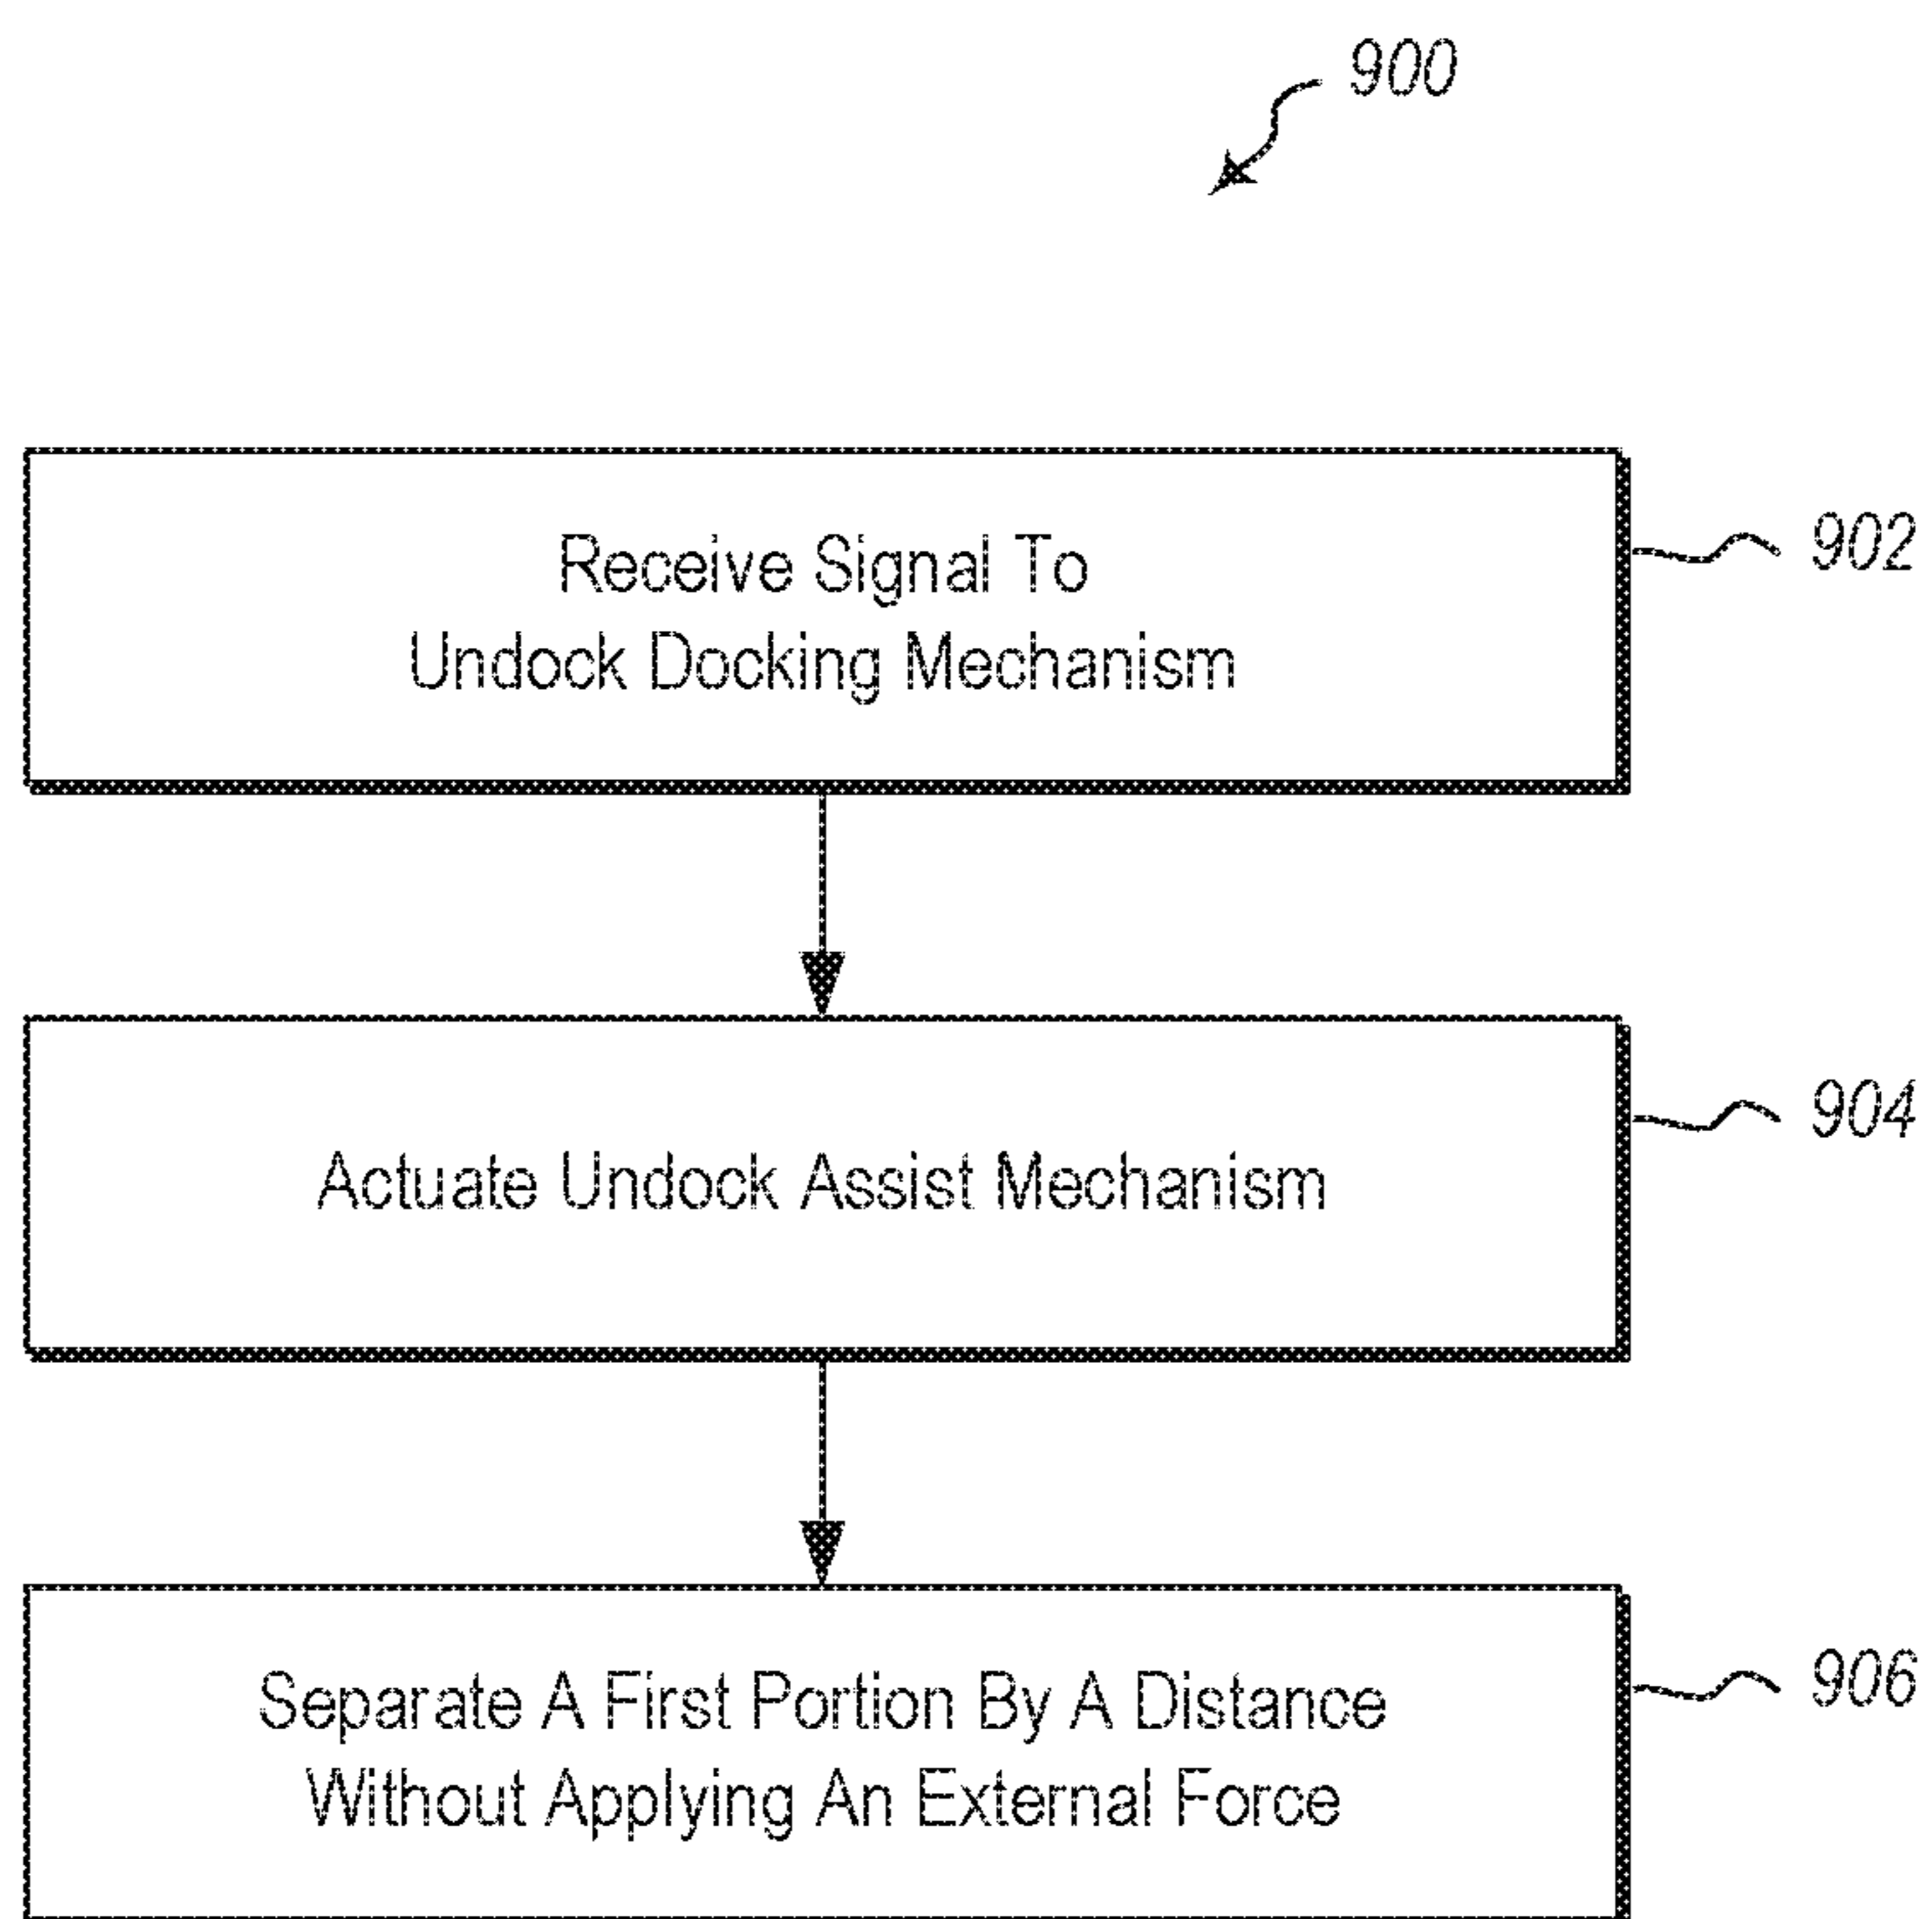 900
Receive Signal To
Undock Docking Mechanism
902
Actuate Undock Assist Mechanism
904
Separate A First Portion By A Distance
Without Applying An External Force
906